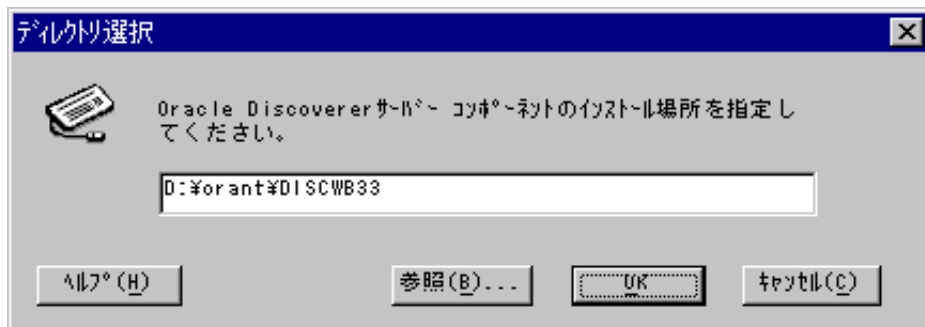 ﾃﾞｨﾚｸﾄﾘ選択
Oracle Discovererｻｰﾊﾞｰ ｺﾝﾎﾟｰﾈﾝﾄのｲﾝｽﾄｰﾙ場所を指定し
てください。
D:¥orant¥DISCWB33
ﾍﾙﾌﾟ(H) 参照(B)... OK ｷｬﾝｾﾙ(C)